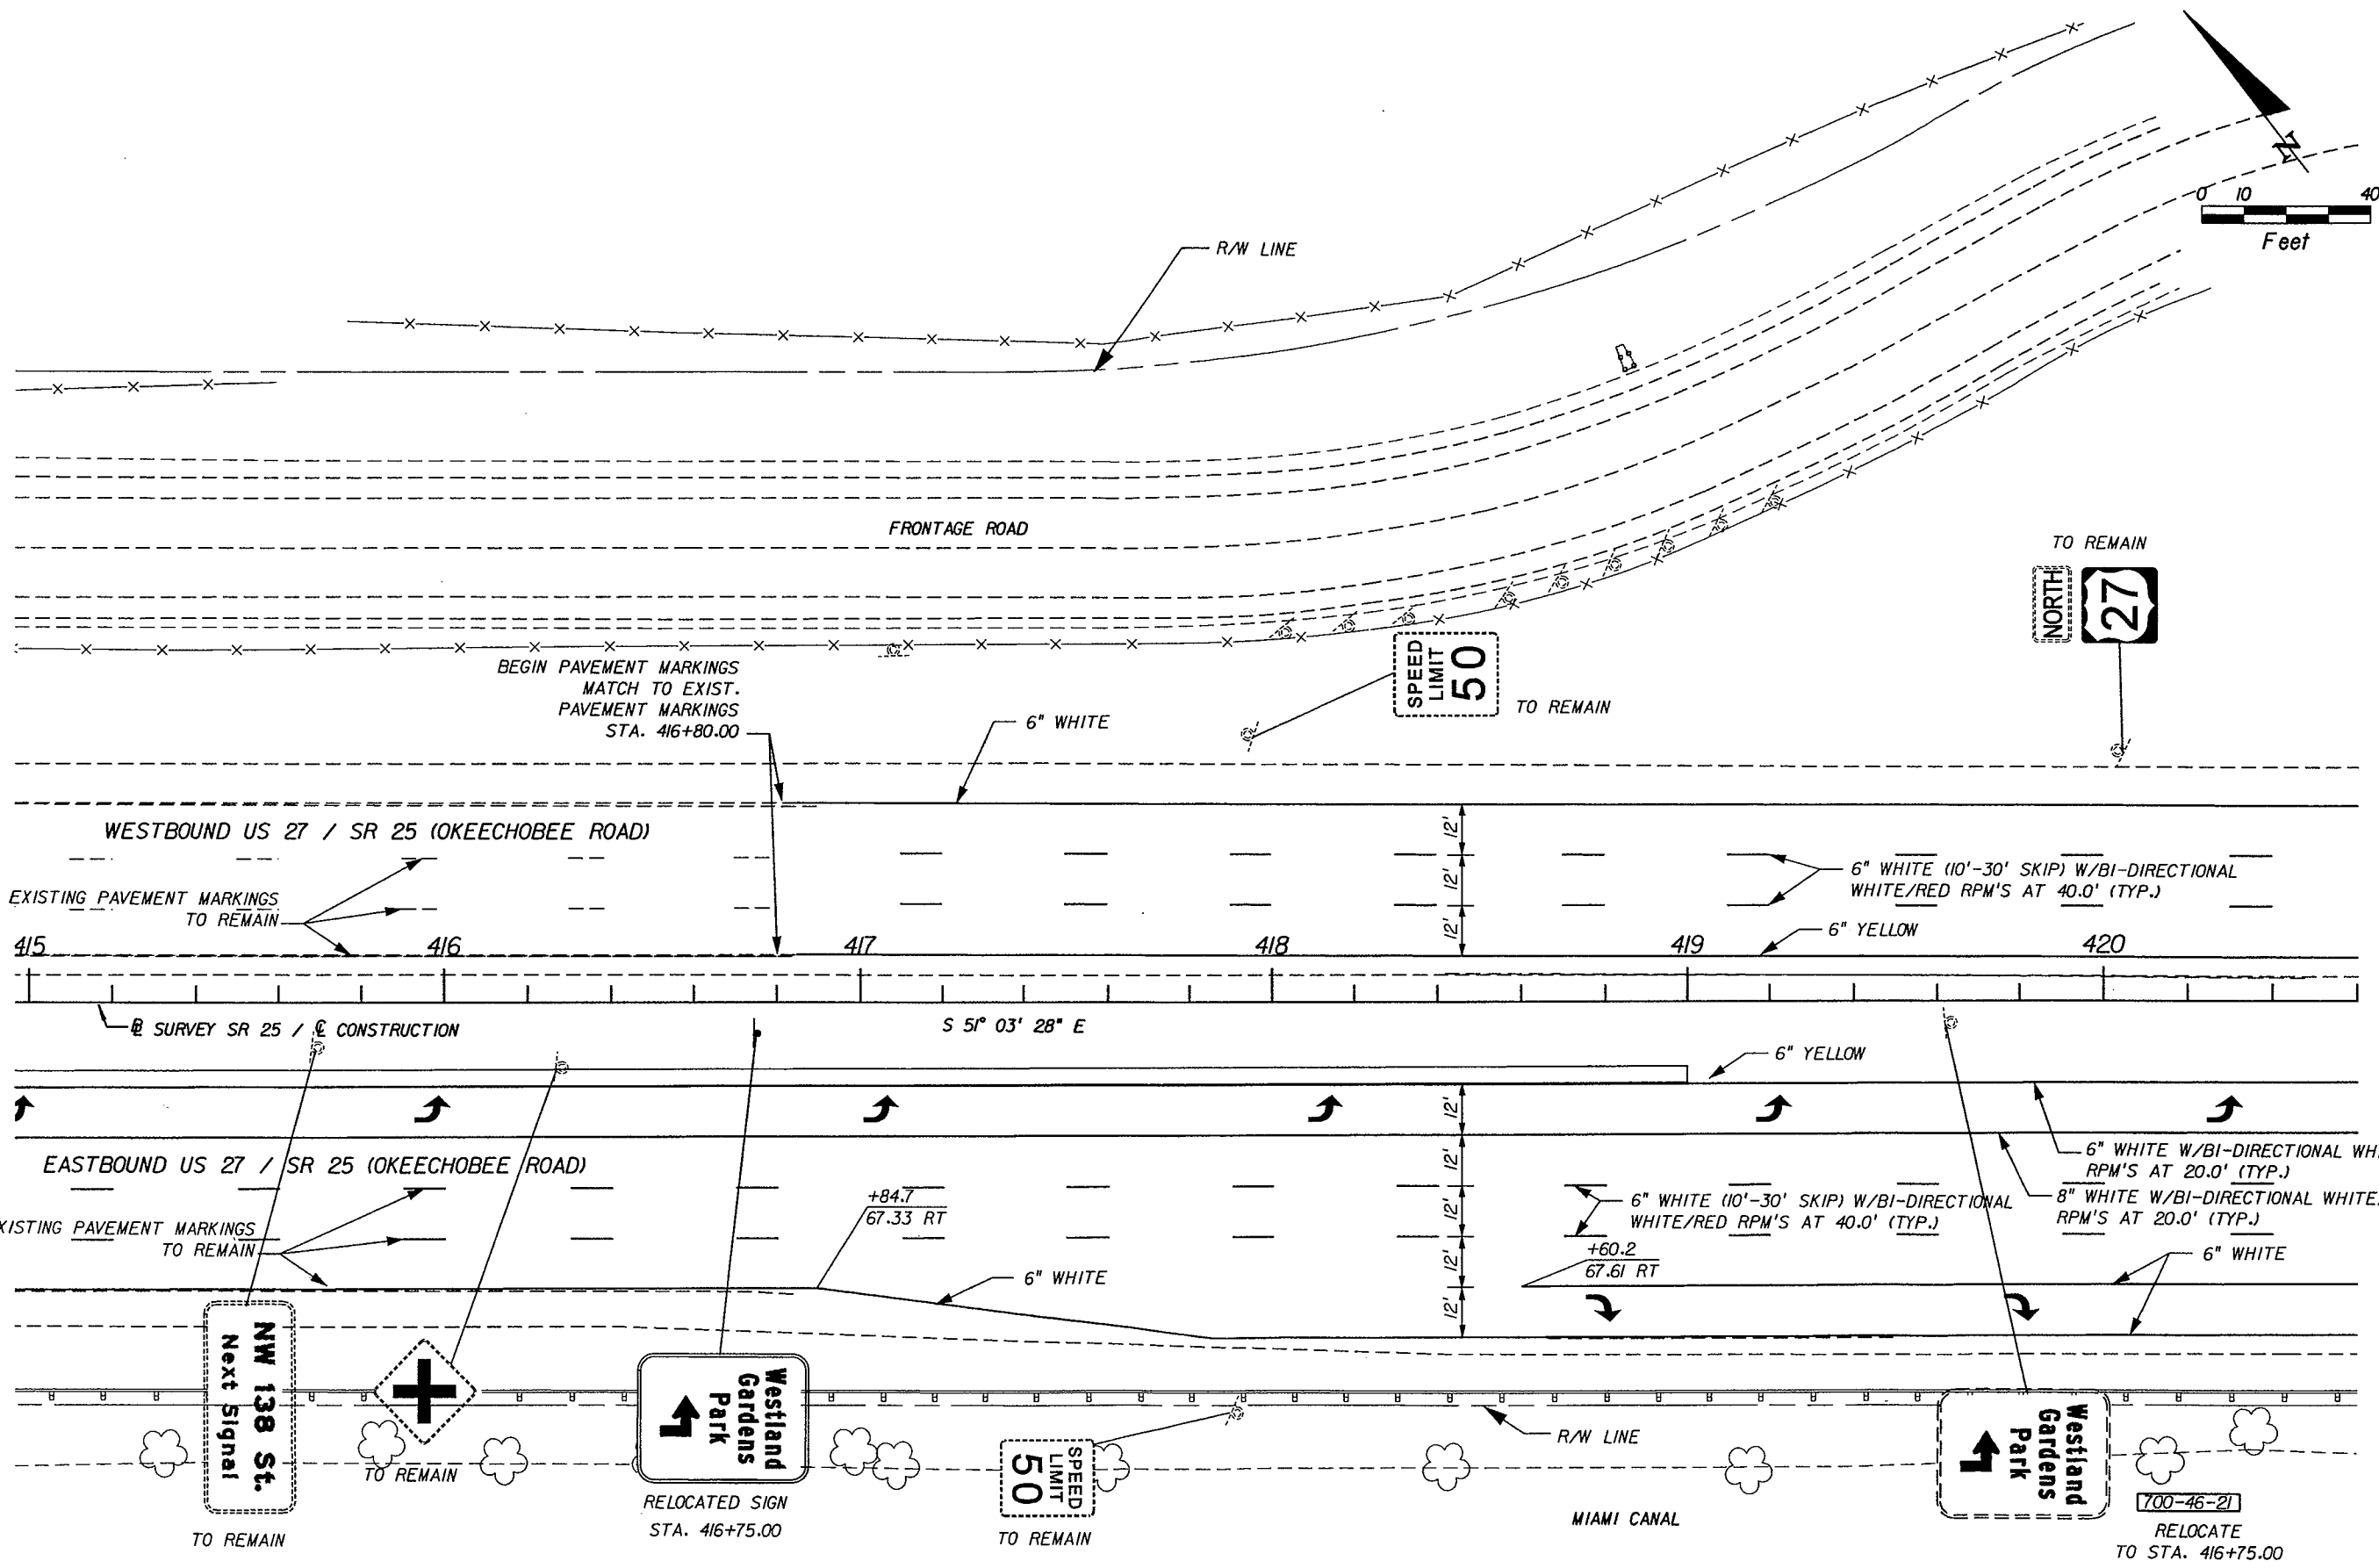 N
0 10 40
Feet
R/W LINE
FRONTAGE ROAD
TO REMAIN
NORTH
27
SPEED
LIMIT
50
TO REMAIN
BEGIN PAVEMENT MARKINGS
MATCH TO EXIST.
PAVEMENT MARKINGS
STA. 416+80.00
6" WHITE
WESTBOUND US 27 / SR 25 (OKEECHOBEE ROAD)
12'
12'
12'
6" WHITE (10'-30' SKIP) W/BI-DIRECTIONAL
WHITE/RED RPM'S AT 40.0' (TYP.)
EXISTING PAVEMENT MARKINGS
TO REMAIN
6" YELLOW
415 416 417 418 419 420
BL SURVEY SR 25 / CL CONSTRUCTION
S 51° 03' 28" E
6" YELLOW
12'
12'
12'
12'
12'
EASTBOUND US 27 / SR 25 (OKEECHOBEE ROAD)
6" WHITE W/BI-DIRECTIONAL WH
RPM'S AT 20.0' (TYP.)
8" WHITE W/BI-DIRECTIONAL WHITE
RPM'S AT 20.0' (TYP.)
+84.7
67.33 RT
6" WHITE (10'-30' SKIP) W/BI-DIRECTIONAL
WHITE/RED RPM'S AT 40.0' (TYP.)
XISTING PAVEMENT MARKINGS
TO REMAIN
+60.2
67.61 RT
6" WHITE
6" WHITE
NW 138 St.
Next Signal
TO REMAIN
TO REMAIN
Westland
Gardens
Park
RELOCATED SIGN
STA. 416+75.00
SPEED
LIMIT
50
TO REMAIN
R/W LINE
MIAMI CANAL
Westland
Gardens
Park
700-46-21
RELOCATE
TO STA. 416+75.00